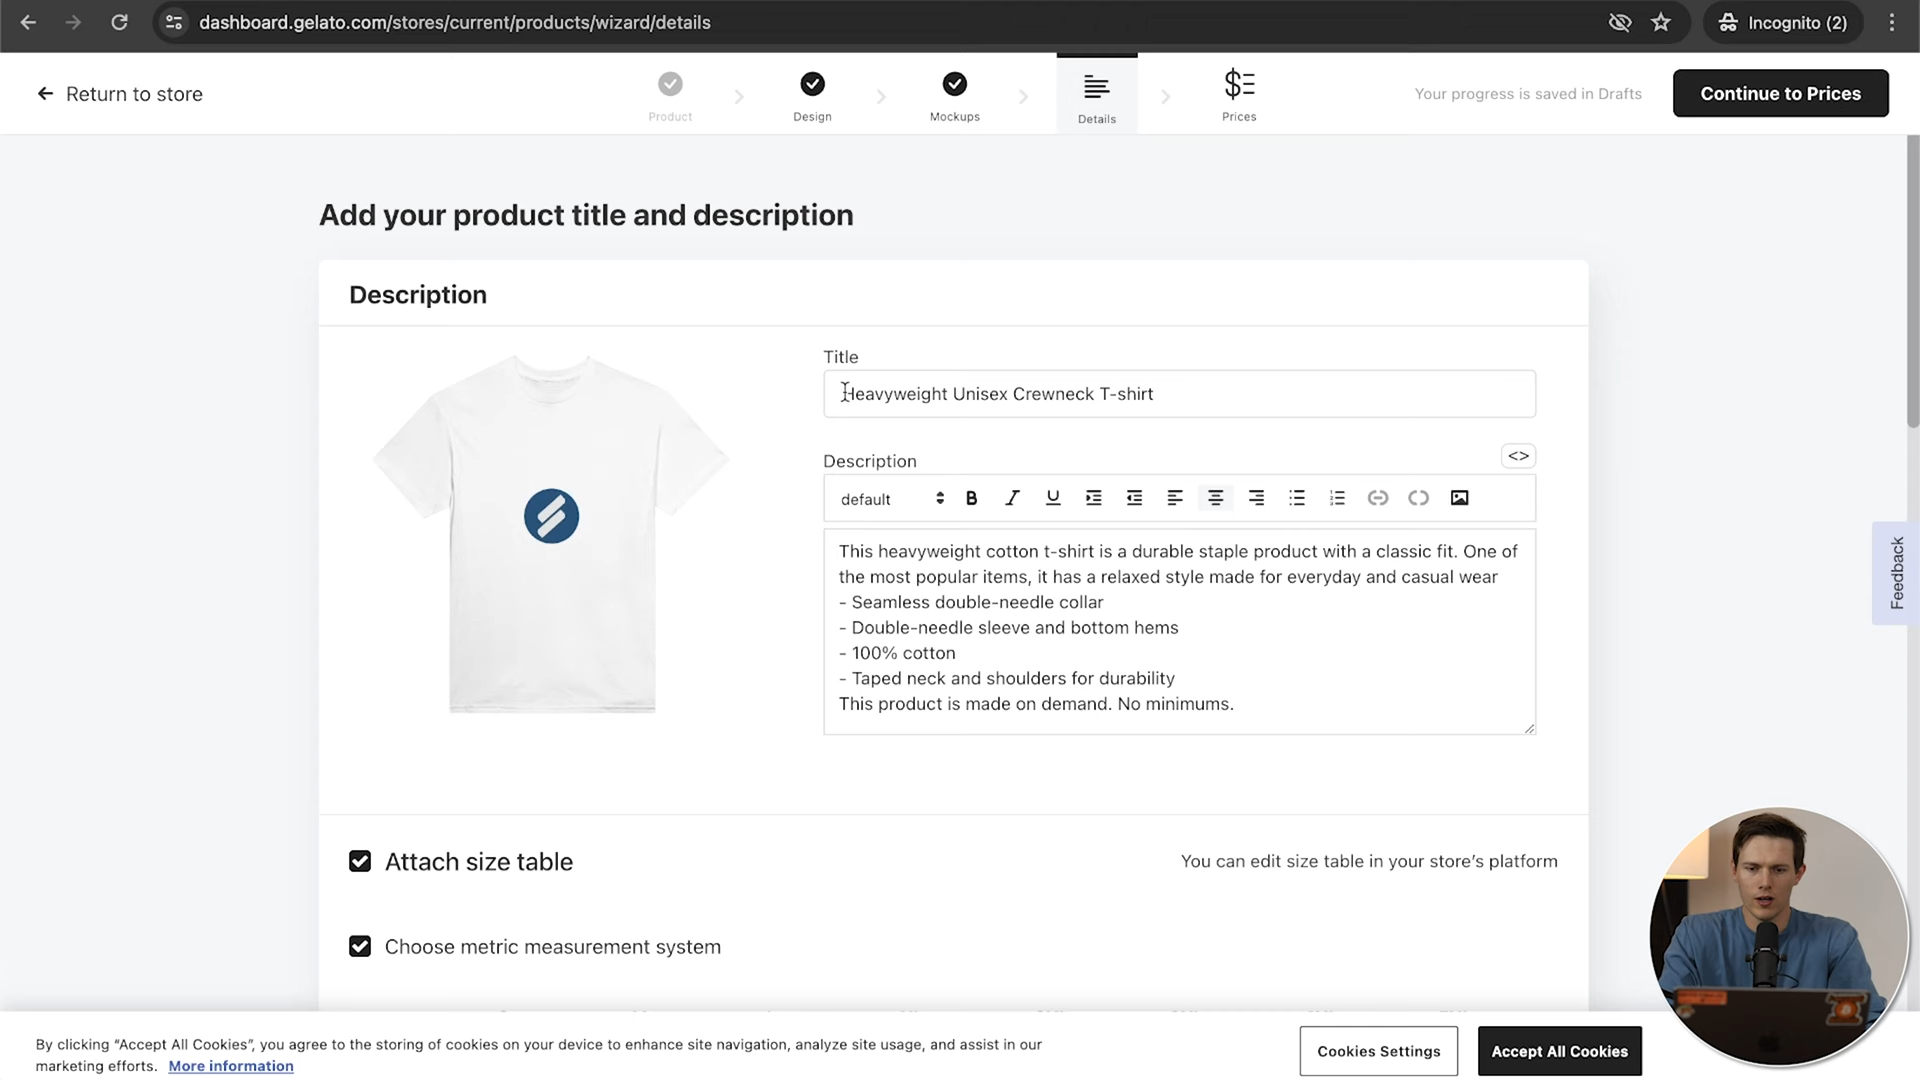 dashboard.gelato.com/stores/current/products/wizard/details
Incognito (2)
Return to store
Product
Design
Mockups
Details
Prices
Your progress is saved in Drafts
Continue to Prices
Add your product title and description
Description
Title
Heavyweight Unisex Crewneck T-shirt
Description
<>
default
This heavyweight cotton t-shirt is a durable staple product with a classic fit. One of
the most popular items, it has a relaxed style made for everyday and casual wear
- Seamless double-needle collar
- Double-needle sleeve and bottom hems
- 100% cotton
- Taped neck and shoulders for durability
This product is made on demand. No minimums.
Feedback
Attach size table
You can edit size table in your store's platform
Choose metric measurement system
By clicking “Accept All Cookies”, you agree to the storing of cookies on your device to enhance site navigation, analyze site usage, and assist in our
marketing efforts. More information
Cookies Settings
Accept All Cookies